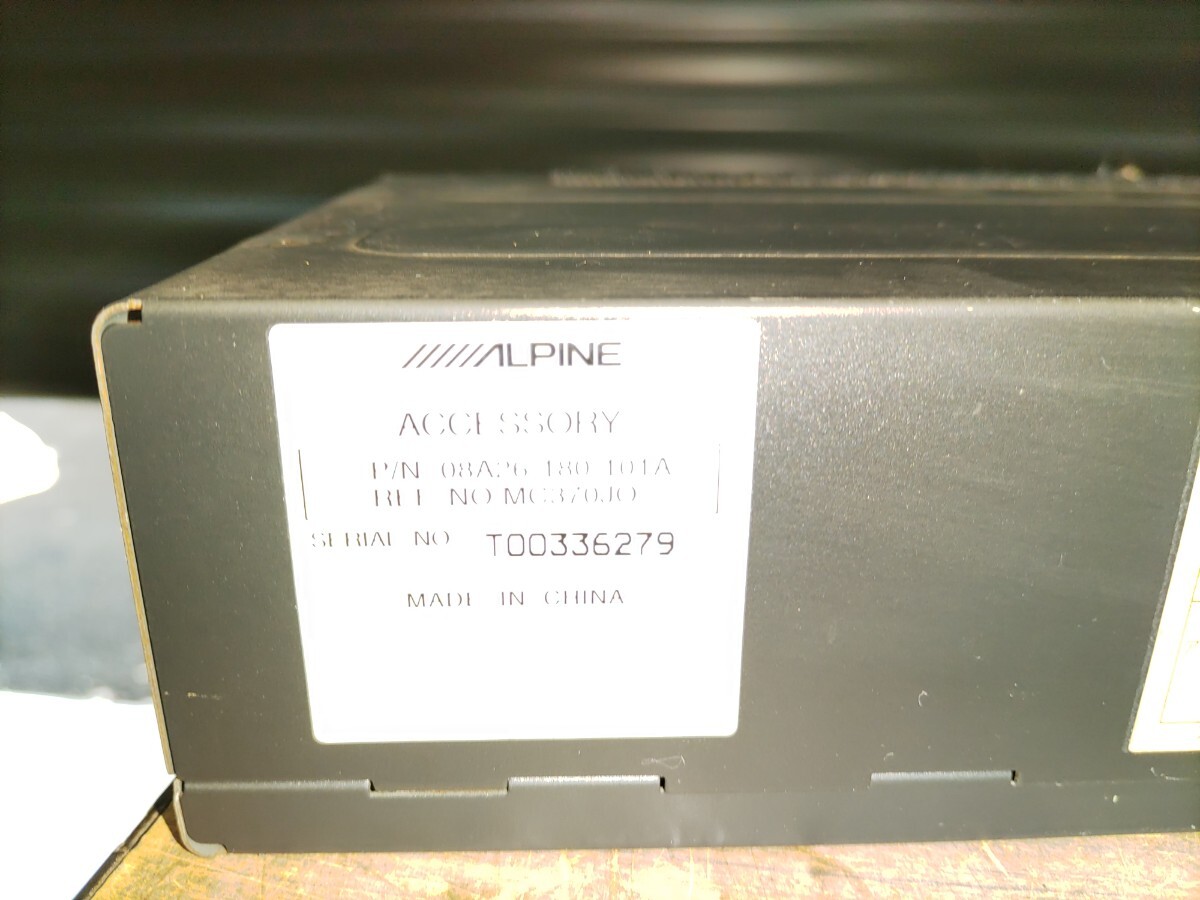 ALPINE
ACCESSORY
P/N 08A26 180 101A
REF NO MC370JO
SERIAL NO T00336279
MADE IN CHINA